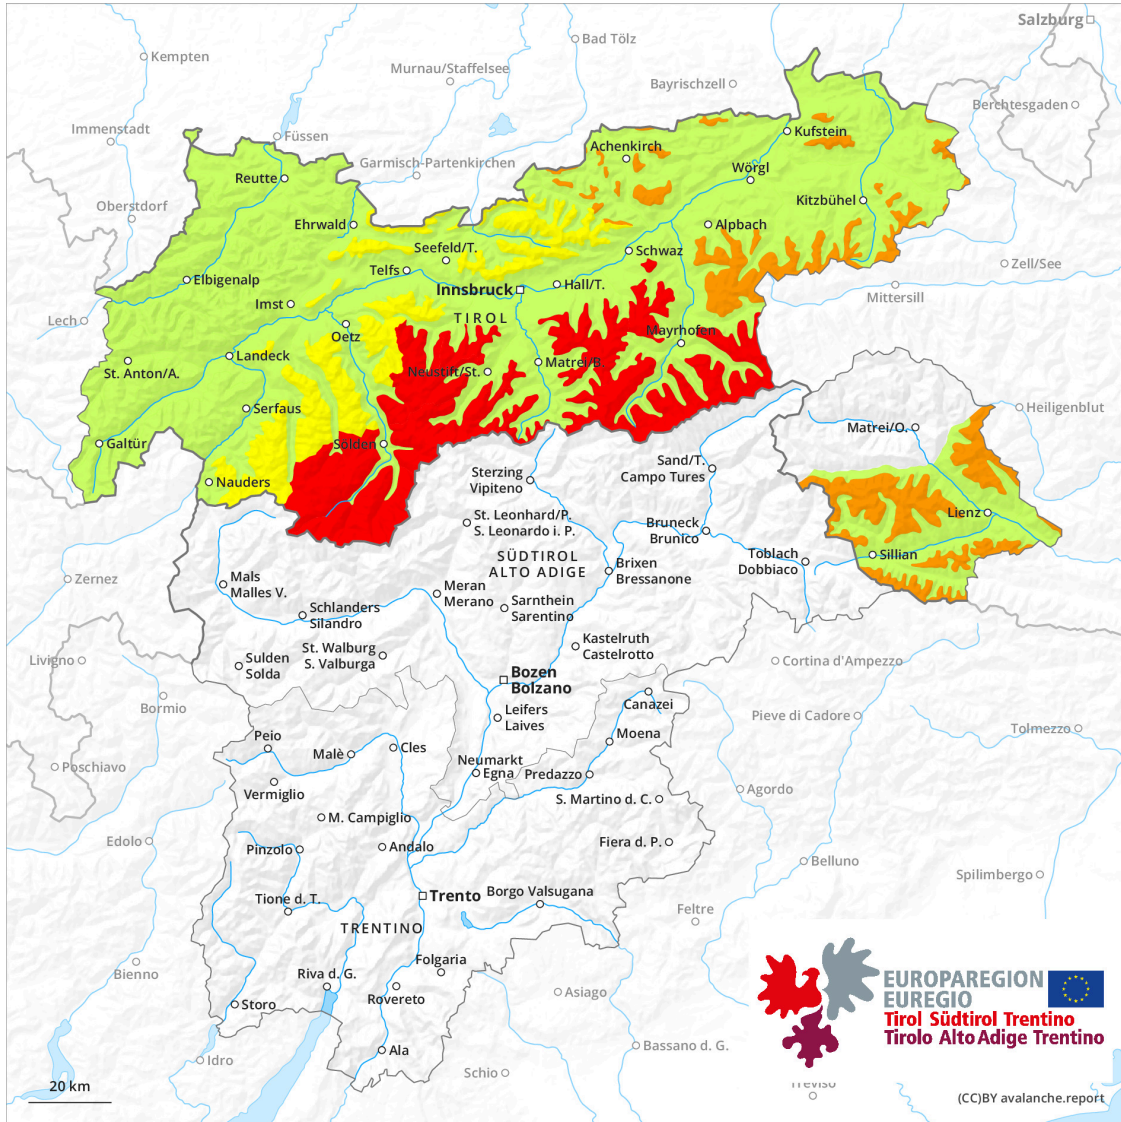 Salzburg
Bad Tölz
Kempten
Murnau/Staffelsee
Bayrischzell
Berchtesgaden
Immenstadt
Füssen
Kufstein
Achenkirch
Garmisch-Partenkirchen
Wörgl
Reutte
Kitzbühel
Oberstdorf
Ehrwald
Alpbach
Seefeld/T.
Schwaz
Zell/See
Telfs
Elbigenalp
Hall/T.
Innsbruck
Mittersill
Imst
TIROL
Lech
Mayrhofen
Oetz
Landeck
Matrei/B.
St. Anton/A.
Neustift/St.
Serfaus
Heiligenblut
Matrei/O.
Galtür
Sölden
Sand/T.
Campo Tures
Sterzing
Vipiteno
Nauders
Lienz
St. Leonhard/P.
S. Leonardo i. P.
Bruneck
Brunico
SÜDTIROL
ALTO ADIGE
Toblach
Dobbiaco
Sillian
Brixen
Bressanone
Zernez
Mals
Malles V.
Meran
Merano
Sarnthein
Sarentino
Schlanders
Silandro
Kastelruth
Castelrotto
St. Walburg
S. Valburga
Livigno
Sulden
Solda
Cortina d'Ampezzo
Bozen
Bolzano
Canazei
Bormio
Leifers
Laives
Pieve di Cadore
Tolmezzo
Peio
Moena
Malè
Cles
Neumarkt
Egna
Predazzo
Poschiavo
Vermiglio
Agordo
S. Martino d. C.
M. Campiglio
Edolo
Fiera d. P.
Pinzolo
Andalo
Belluno
Spilimbergo
Trento
Borgo Valsugana
Tione d. T.
Feltre
TRENTINO
Folgaria
Bienno
Riva d. G.
Rovereto
Asiago
Storo
EUROPAREGION
EUREGIO
Tirol Südtirol Trentino
Tirolo Alto Adige Trentino
Ala
Bassano d. G.
Idro
Schio
20 km
Treviso
(CC)BY avalanche.report